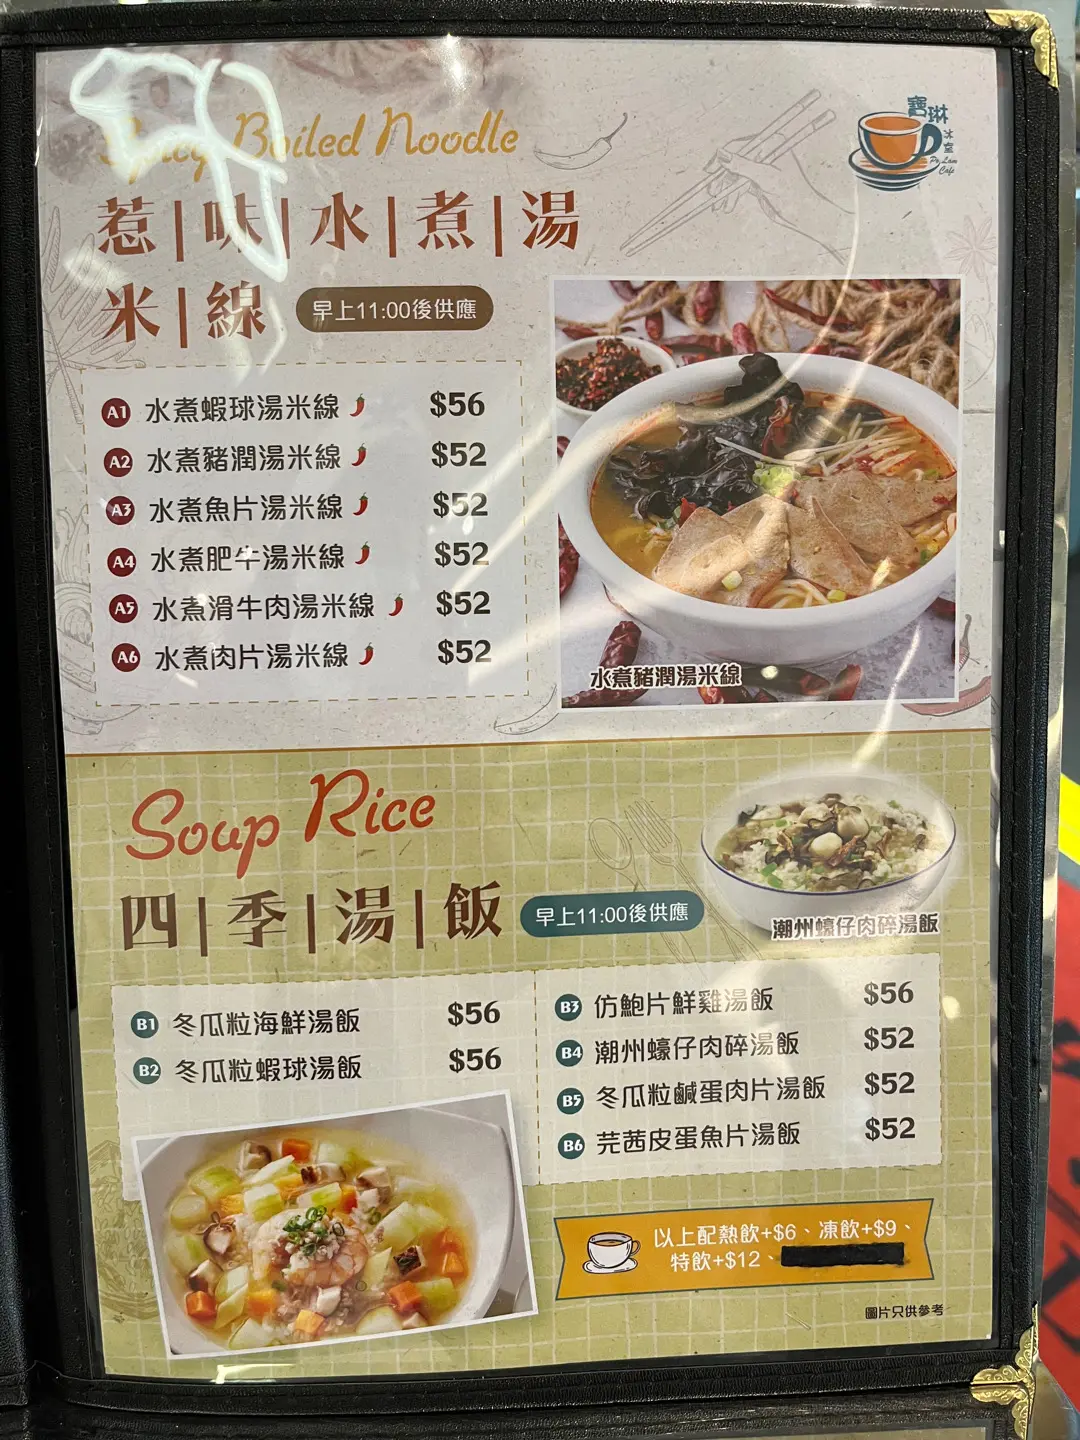 Spicy Boiled Noodle
寶琳冰室
Po Lam Café
惹|味|水|煮|湯
米|線 早上11:00後供應
A1 水煮蝦球湯米線 $56
A2 水煮豬潤湯米線 $52
A3 水煮魚片湯米線 $52
A4 水煮肥牛湯米線 $52
A5 水煮滑牛肉湯米線 $52
A6 水煮肉片湯米線 $52
水煮豬潤湯米線
Soup Rice
四|季|湯|飯 早上11:00後供應
潮州蠔仔肉碎湯飯
B1 冬瓜粒海鮮湯飯 $56
B2 冬瓜粒蝦球湯飯 $56
B3 仿鮑片鮮雞湯飯 $56
B4 潮州蠔仔肉碎湯飯 $52
B5 冬瓜粒鹹蛋肉片湯飯 $52
B6 芫茜皮蛋魚片湯飯 $52
以上配熱飲+$6、凍飲+$9、
特飲+$12、
圖片只供參考